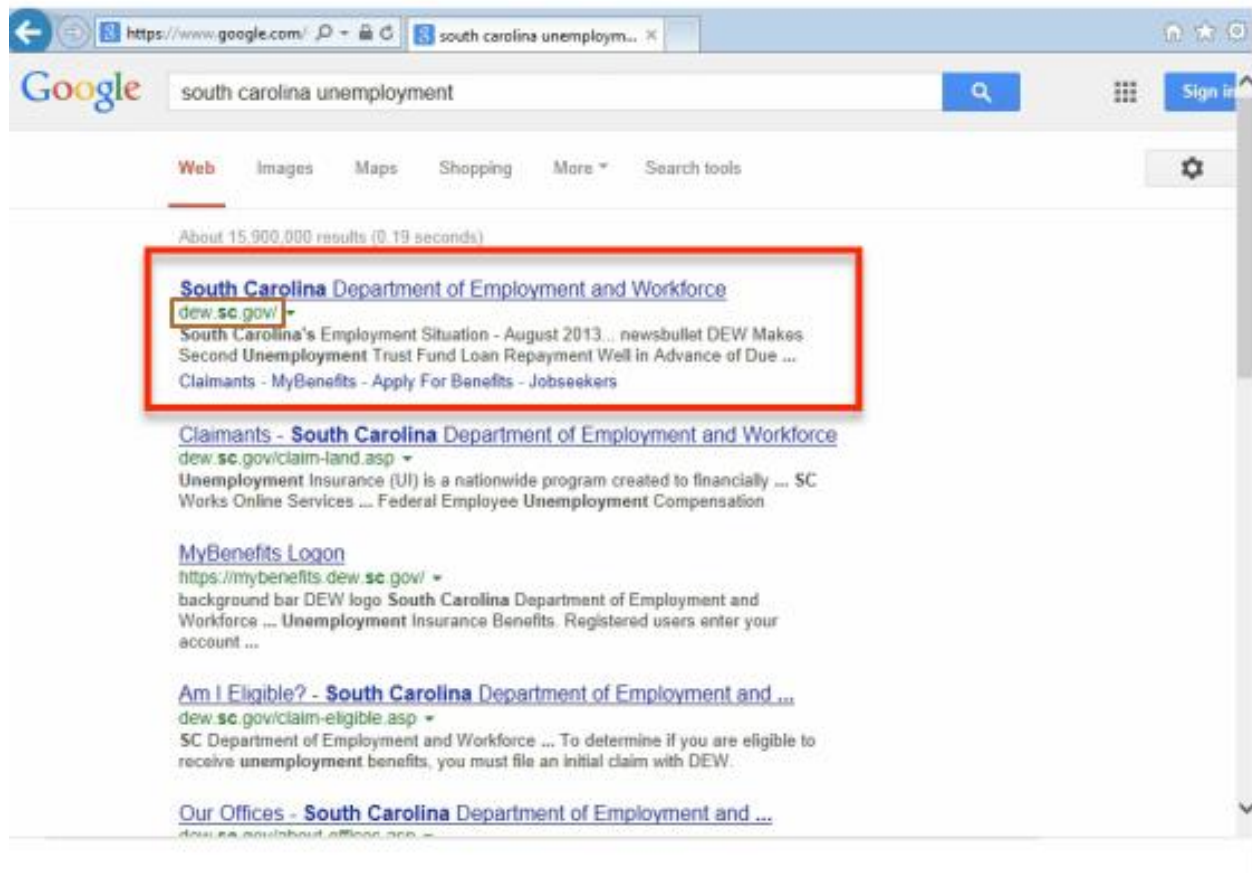 https://www.google.com/
south carolina unemploym...
Google
south carolina unemployment
Sign in
Web Images Maps Shopping More Search tools
About 15,900,000 results (0.19 seconds)
South Carolina Department of Employment and Workforce
dew.sc.gov/
South Carolina's Employment Situation - August 2013... newsbullet DEW Makes
Second Unemployment Trust Fund Loan Repayment Well in Advance of Due ...
Claimants - MyBenefits - Apply For Benefits - Jobseekers
Claimants - South Carolina Department of Employment and Workforce
dew.sc.gov/claim-land.asp
Unemployment Insurance (UI) is a nationwide program created to financially ... SC
Works Online Services ... Federal Employee Unemployment Compensation
MyBenefits Logon
https://mybenefits.dew.sc.gov/
background bar DEW logo South Carolina Department of Employment and
Workforce ... Unemployment Insurance Benefits. Registered users enter your
account ...
Am I Eligible? - South Carolina Department of Employment and ...
dew.sc.gov/claim-eligible.asp
SC Department of Employment and Workforce ... To determine if you are eligible to
receive unemployment benefits, you must file an initial claim with DEW.
Our Offices - South Carolina Department of Employment and ...
dew.sc.gov/about-offices.asp